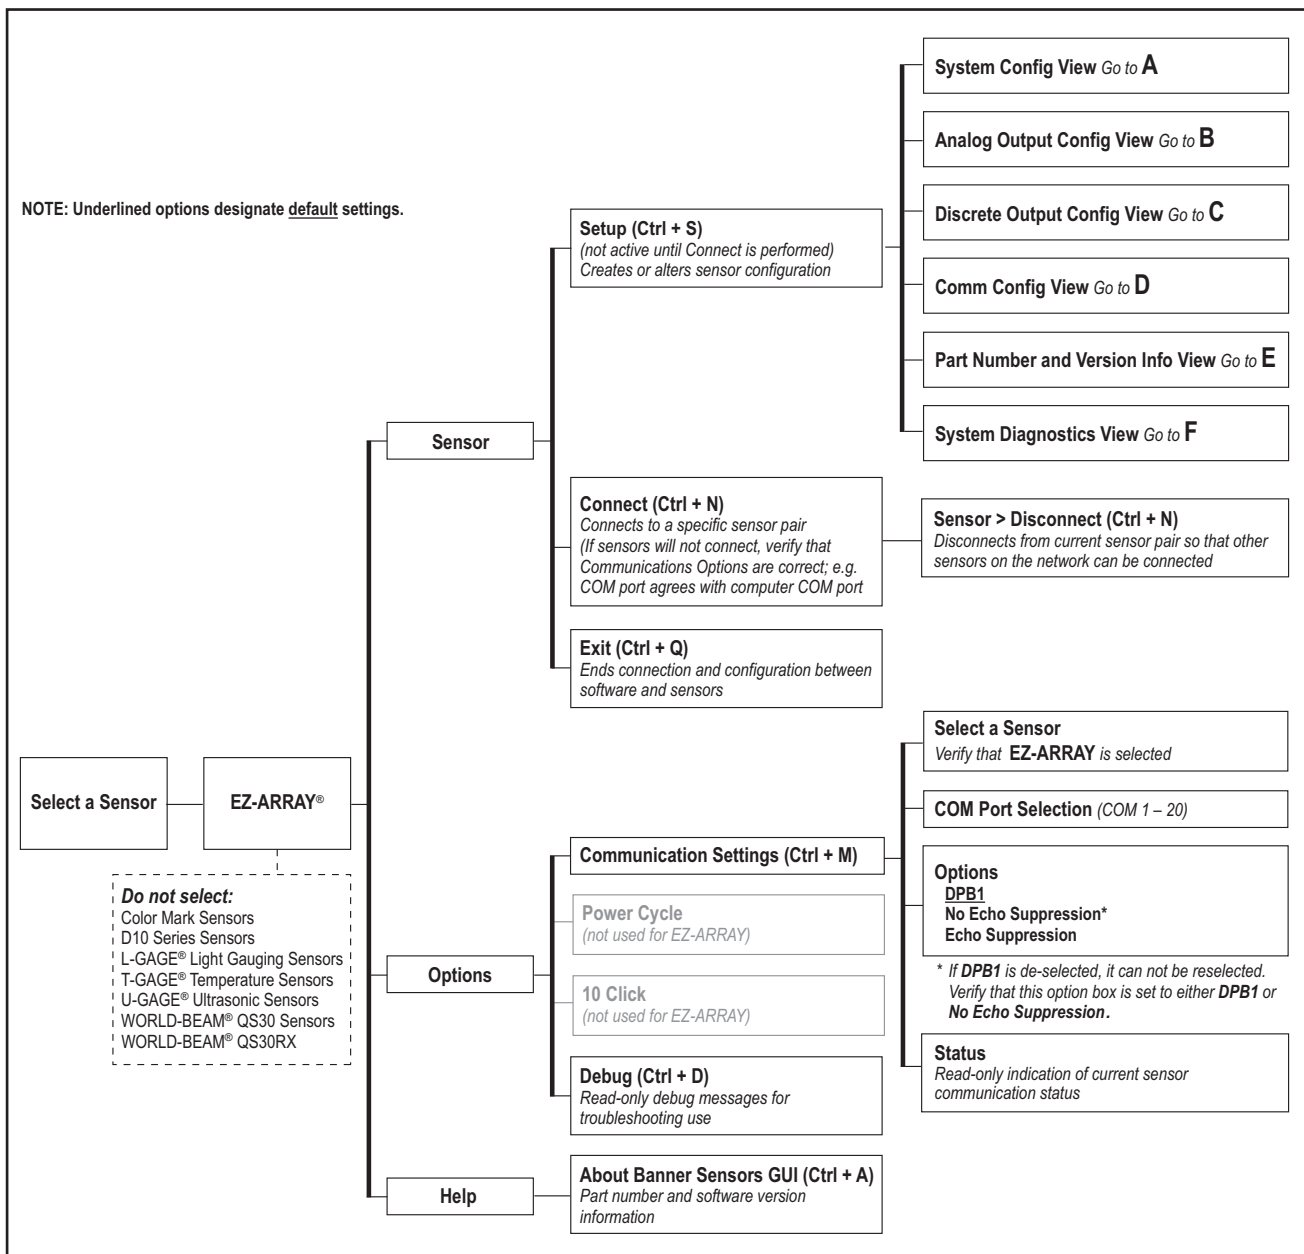 NOTE: Underlined options designate default settings.
Select a Sensor
EZ-ARRAY®
Do not select:
Color Mark Sensors
D10 Series Sensors
L-GAGE® Light Gauging Sensors
T-GAGE® Temperature Sensors
U-GAGE® Ultrasonic Sensors
WORLD-BEAM® QS30 Sensors
WORLD-BEAM® QS30RX
Sensor
Setup (Ctrl + S)
(not active until Connect is performed)
Creates or alters sensor configuration
System Config View Go to A
Analog Output Config View Go to B
Discrete Output Config View Go to C
Comm Config View Go to D
Part Number and Version Info View Go to E
System Diagnostics View Go to F
Connect (Ctrl + N)
Connects to a specific sensor pair
(If sensors will not connect, verify that
Communications Options are correct; e.g.
COM port agrees with computer COM port
Sensor > Disconnect (Ctrl + N)
Disconnects from current sensor pair so that other
sensors on the network can be connected
Exit (Ctrl + Q)
Ends connection and configuration between
software and sensors
Options
Communication Settings (Ctrl + M)
Select a Sensor
Verify that EZ-ARRAY is selected
COM Port Selection (COM 1 – 20)
Options
DPB1
No Echo Suppression*
Echo Suppression
* If DPB1 is de-selected, it can not be reselected.
Verify that this option box is set to either DPB1 or
No Echo Suppression.
Status
Read-only indication of current sensor
communication status
Power Cycle
(not used for EZ-ARRAY)
10 Click
(not used for EZ-ARRAY)
Debug (Ctrl + D)
Read-only debug messages for
troubleshooting use
Help
About Banner Sensors GUI (Ctrl + A)
Part number and software version
information